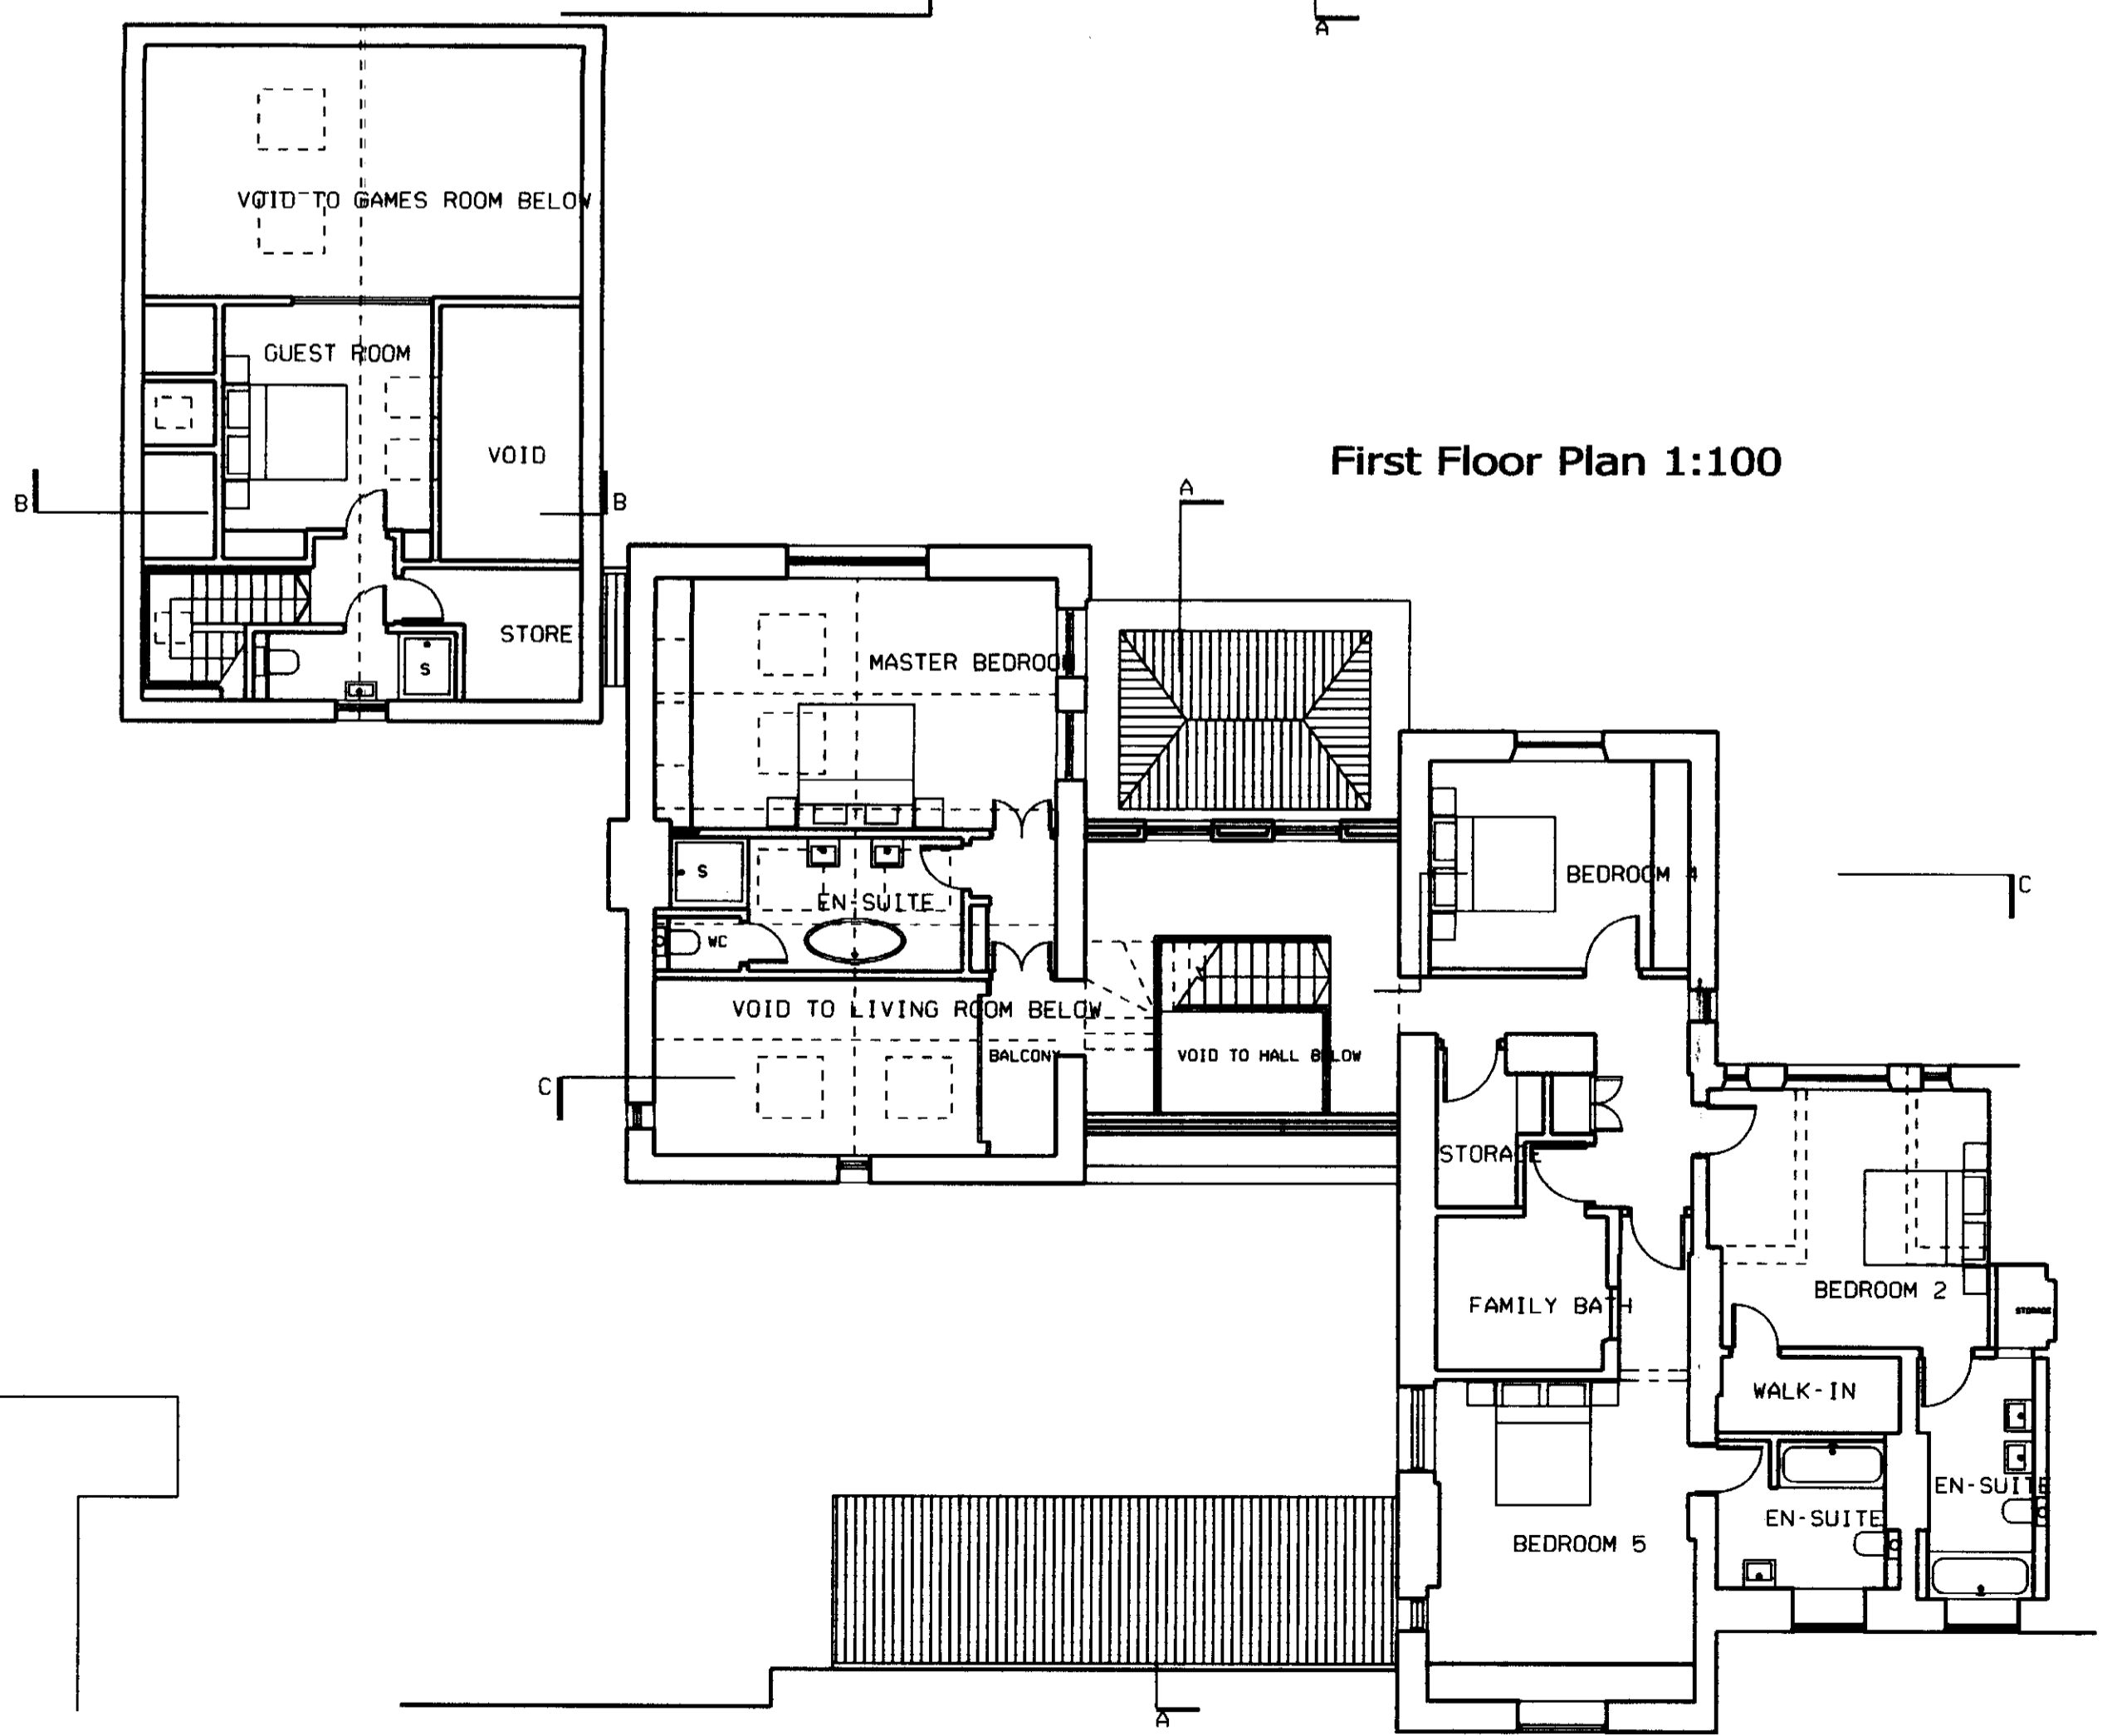 A
VOID TO GAMES ROOM BELOW
GUEST ROOM
VOID
First Floor Plan 1:100
B
B
A
STORE
S
MASTER BEDROOM
BEDROOM 4
C
S
EN-SUITE
WC
VOID TO LIVING ROOM BELOW
BALCONY
VOID TO HALL BELOW
C
STORAGE
BEDROOM 2
STORAGE
FAMILY BATH
WALK-IN
EN-SUITE
EN-SUITE
BEDROOM 5
A